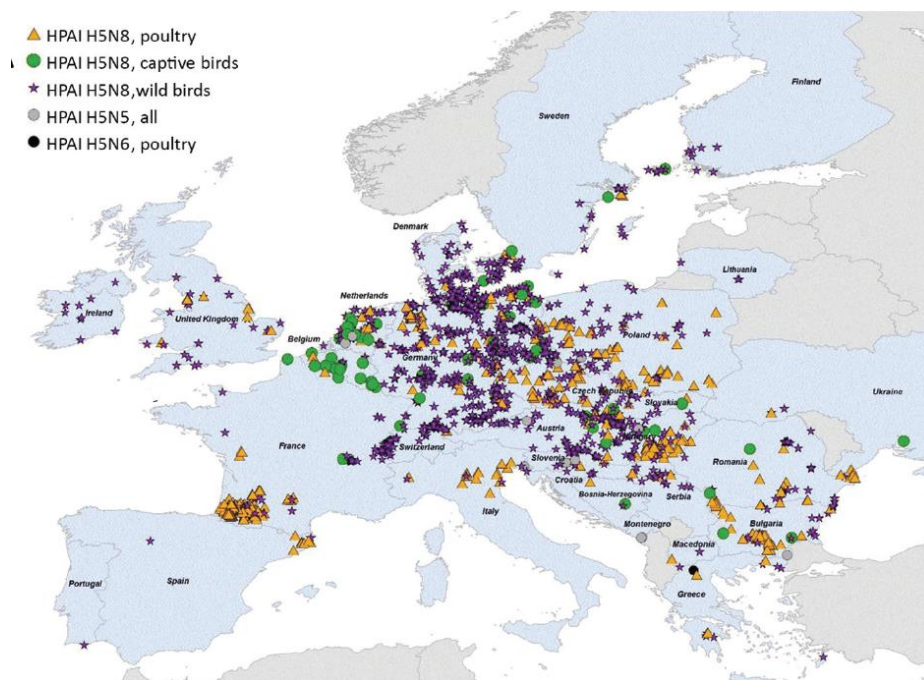 HPAI H5N8, poultry
HPAI H5N8, captive birds
HPAI H5N8,wild birds
HPAI H5N5, all
HPAI H5N6, poultry
Finland
Sweden
Denmark
Lithuania
Ireland
United Kingdom
Netherlands
Belgium
Germany
Poland
Czech Republic
Slovakia
Ukraine
France
Switzerland
Austria
Hungary
Slovenia
Croatia
Romania
Bosnia-Herzegovina
Serbia
Italy
Montenegro
Bulgaria
Macedonia
Portugal
Spain
Greece